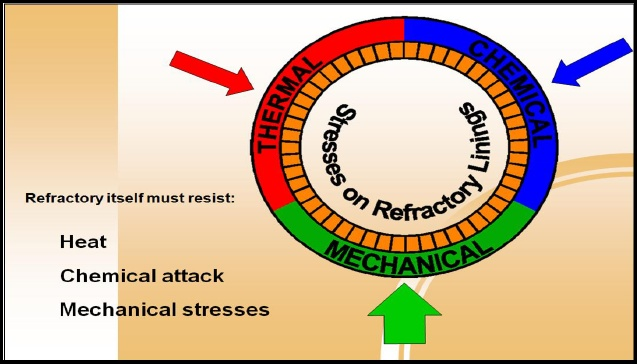 THERMAL
CHEMICAL
MECHANICAL
Stresses on Refractory Linings
Refractory itself must resist:
Heat
Chemical attack
Mechanical stresses